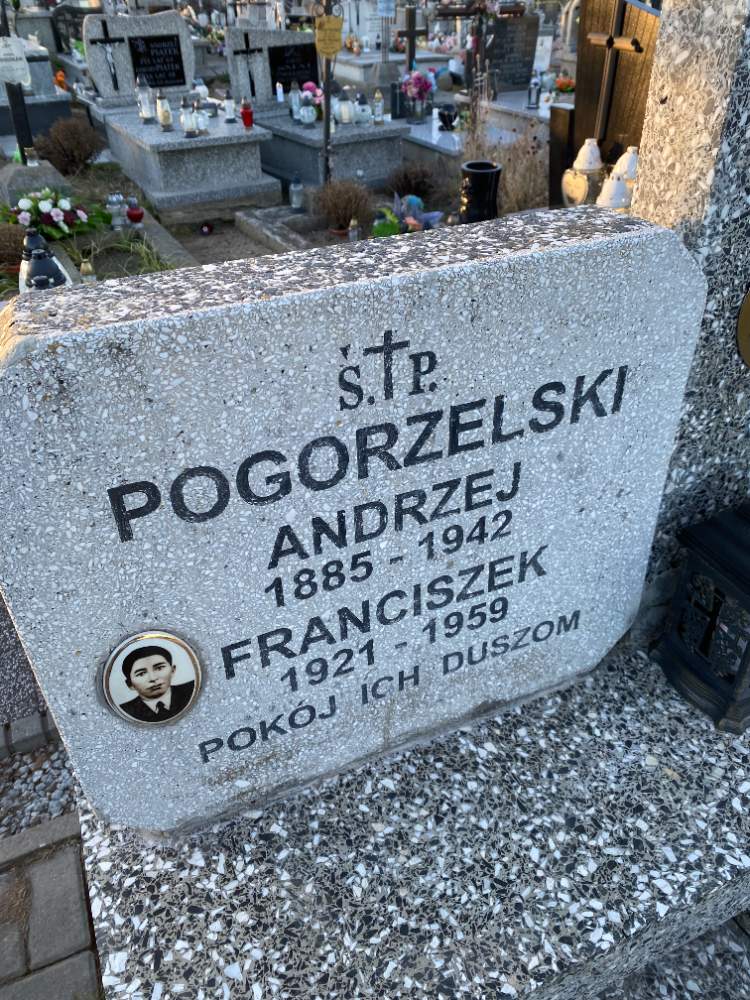 Ś.†P.
POGORZELSKI
ANDRZEJ
1885 - 1942
FRANCISZEK
1921 - 1959
POKÓJ ICH DUSZOM